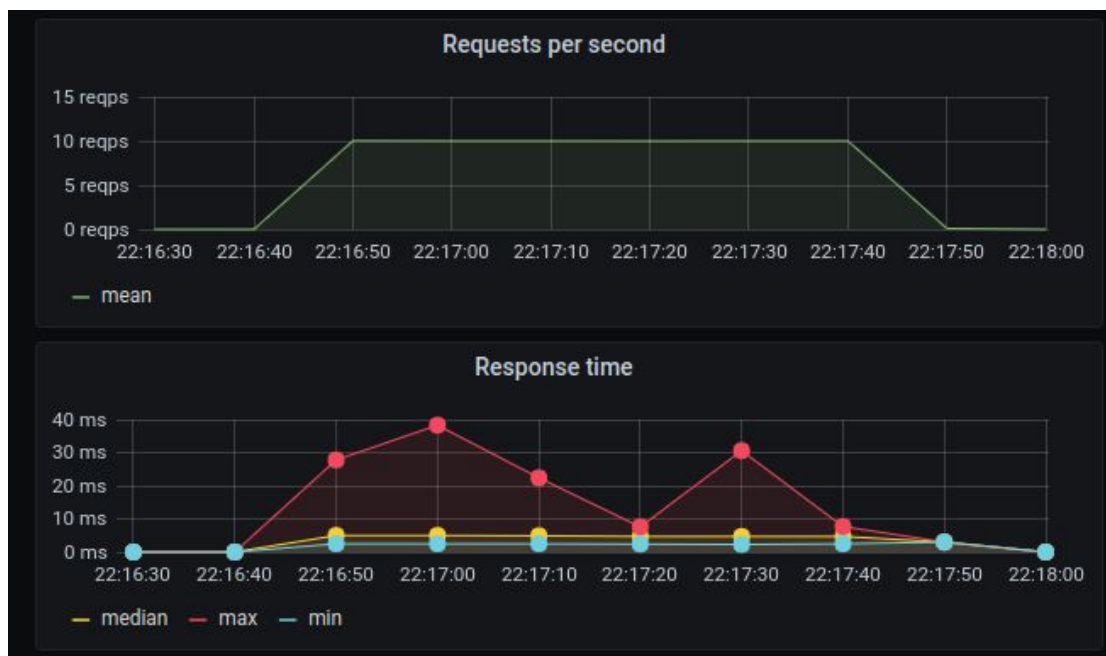 Requests per second
15 reqps
10 reqps
5 reqps
0 reqps
22:16:30 22:16:40 22:16:50 22:17:00 22:17:10 22:17:20 22:17:30 22:17:40 22:17:50 22:18:00
mean
Response time
40 ms
30 ms
20 ms
10 ms
0 ms
22:16:30 22:16:40 22:16:50 22:17:00 22:17:10 22:17:20 22:17:30 22:17:40 22:17:50 22:18:00
median max min